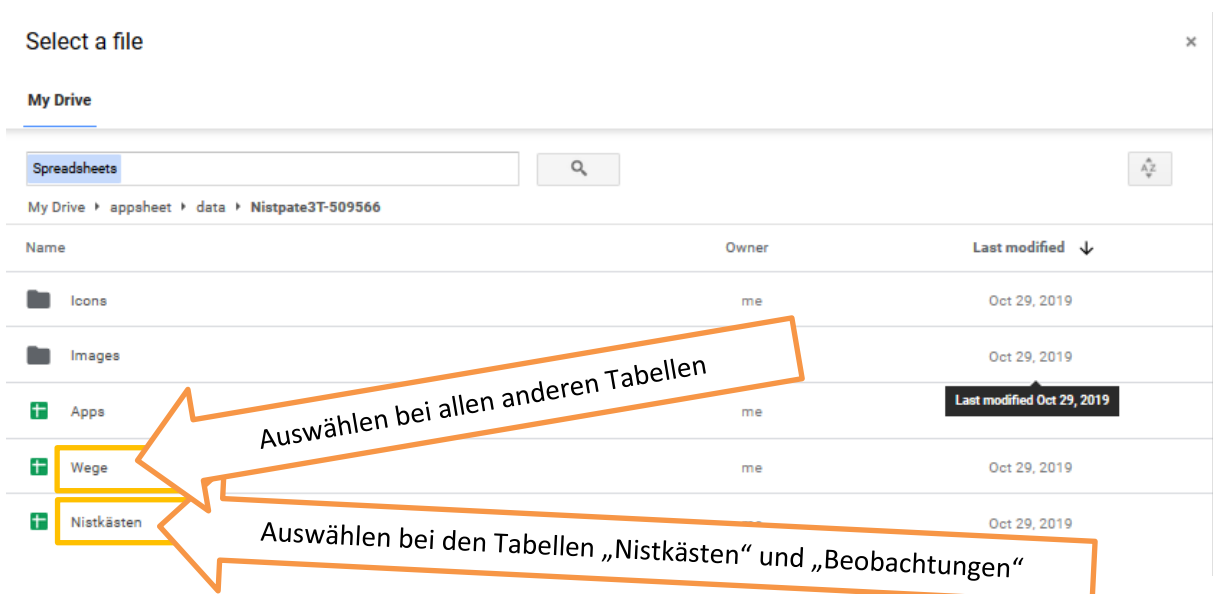 Select a file
×
My Drive
Spreadsheets
AZ
My Drive appsheet data Nistpate3T-509566
Name Owner Last modified
Icons me Oct 29, 2019
Images Oct 29, 2019
Auswählen bei allen anderen Tabellen
Last modified Oct 29, 2019
Apps me
Wege me Oct 29, 2019
Nistkästen Oct 29, 2019
Auswählen bei den Tabellen „Nistkästen“ und „Beobachtungen“